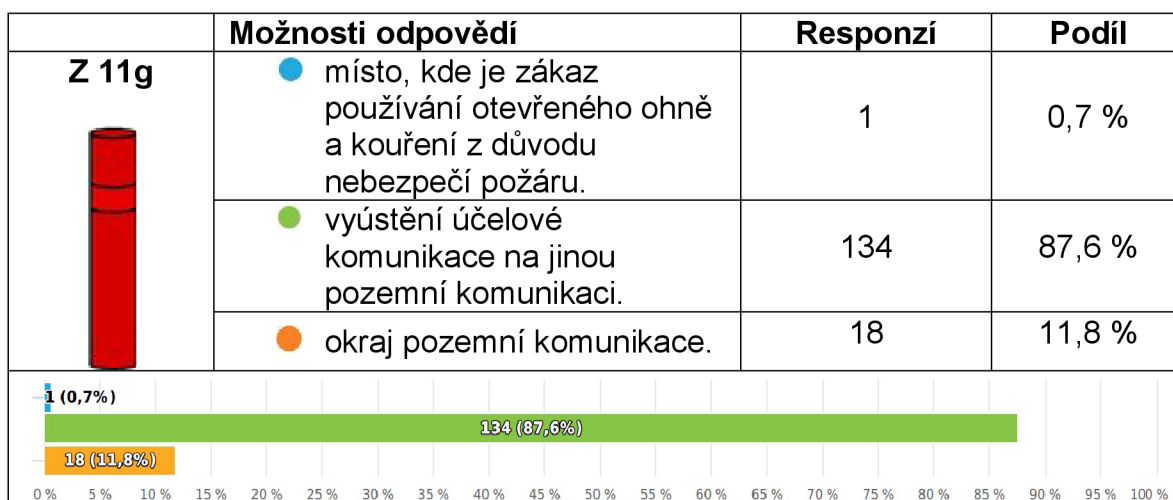 Možnosti odpovědí Responzí Podíl
Z 11g
místo, kde je zákaz
používání otevřeného ohně
a kouření z důvodu
nebezpečí požáru.
1 0,7 %
vyústění účelové
komunikace na jinou
pozemní komunikaci.
134 87,6 %
okraj pozemní komunikace. 18 11,8 %
1 (0,7%)
134 (87,6%)
18 (11,8%)
0 % 5 % 10 % 15 % 20 % 25 % 30 % 35 % 40 % 45 % 50 % 55 % 60 % 65 % 70 % 75 % 80 % 85 % 90 % 95 % 100 %